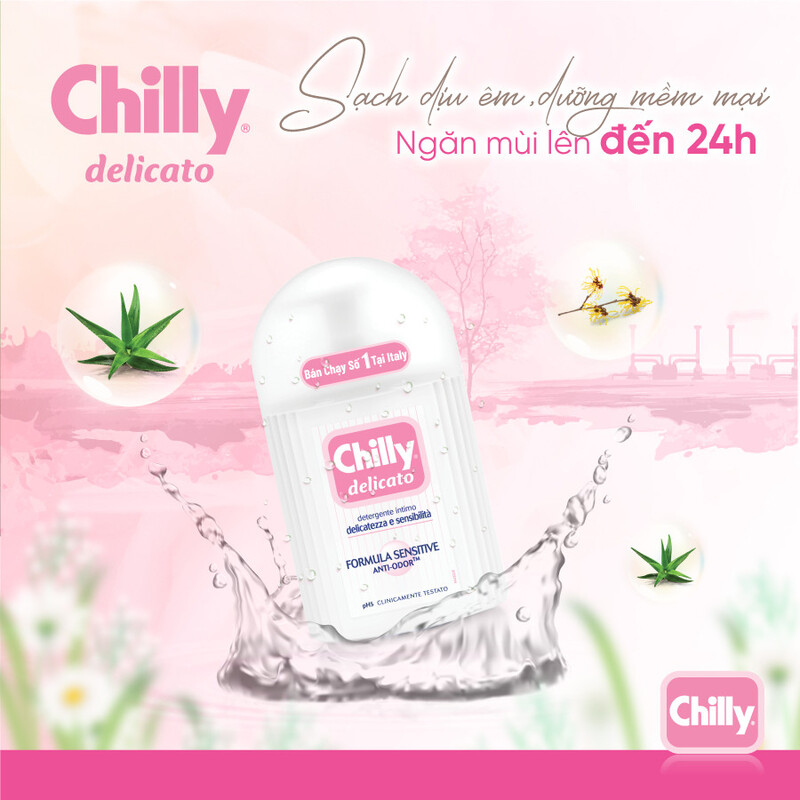 Chilly®
delicato
Sạch dịu êm, dưỡng mềm mại
Ngăn mùi lên đến 24h
Bán Chạy Số 1 Tại Italy
Chilly
delicato
detergente intimo
delicatezza e sensibilità
FORMULA SENSITIVE
ANTI-ODOR™
pH5 CLINICAMENTE TESTATO
Chilly®